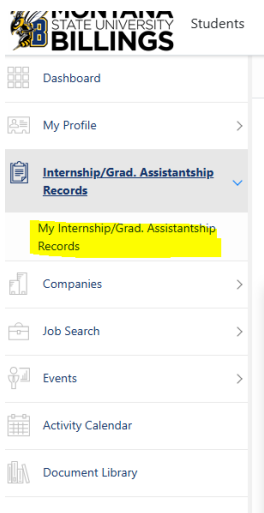 MONTANA
STATE UNIVERSITY
BILLINGS
Students
Dashboard
My Profile
Internship/Grad. Assistantship
Records
My Internship/Grad. Assistantship
Records
Companies
Job Search
Events
Activity Calendar
Document Library